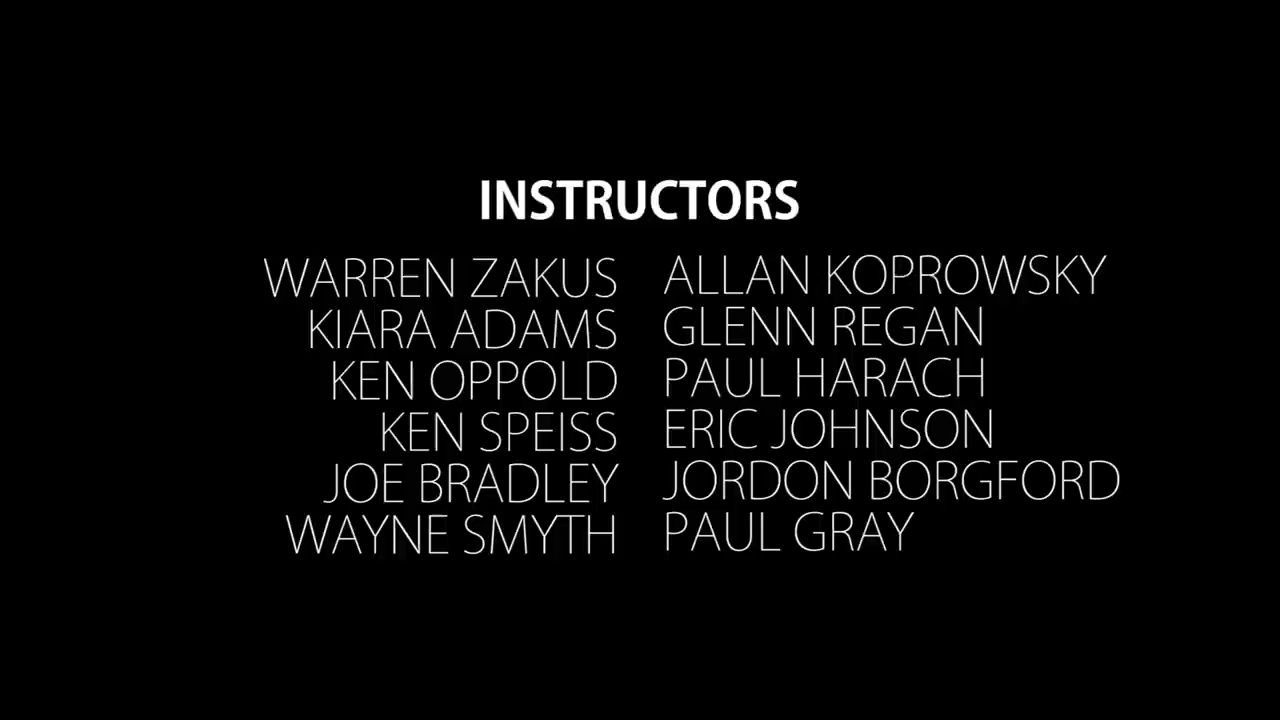 INSTRUCTORS
WARREN ZAKUS
KIARA ADAMS
KEN OPPOLD
KEN SPEISS
JOE BRADLEY
WAYNE SMYTH
ALLAN KOPROWSKY
GLENN REGAN
PAUL HARACH
ERIC JOHNSON
JORDON BORGFORD
PAUL GRAY